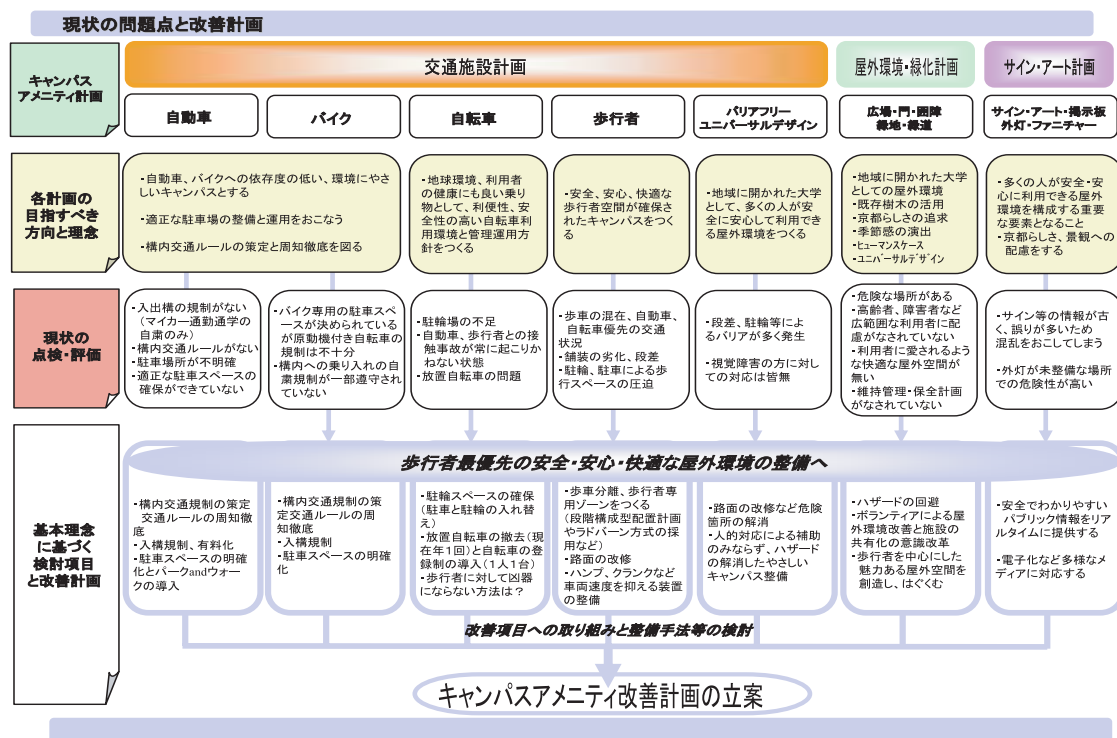 現状の問題点と改善計画
キャンパス
アメニティ計画
交通施設計画
屋外環境・緑化計画
サイン・アート計画
自動車
バイク
自転車
歩行者
バリアフリー
ユニバーサルデザイン
広場・門・囲障
緑地・緑道
サイン・アート・掲示板
外灯・ファニチャー
各計画の
目指すべき
方向と理念
・自動車、バイクへの依存度の低い、環境にやさ
しいキャンパスとする
・適正な駐車場の整備と運用をおこなう
・構内交通ルールの策定と周知徹底を図る
・地球環境、利用者
の健康にも良い乗り
物として、利便性、安
全性の高い自転車利
用環境と管理運用方
針をつくる
・安全、安心、快適な
歩行者空間が確保さ
れたキャンパスをつく
る
・地域に開かれた大学
として、多くの人が安
全に安心して利用でき
る屋外環境をつくる
・地域に開かれた大学
としての屋外環境
・既存樹木の活用
・京都らしさの追求
・季節感の演出
・ヒューマンスケース
・ユニバーサルデザイン
・多くの人が安全・安
心に利用できる屋外環
境を構成する重要
な要素となること
・京都らしさ、景観への
配慮をする
現状の
点検・評価
・入出構の規制がない
(マイカー通勤通学の
自粛のみ)
・構内交通ルールがない
・駐車場所が不明確
・適正な駐車スペースの
確保ができていない
・バイク専用の駐車スペー
スが決められている
が原動機付き自転車の
規制は不十分
・構内への乗り入れの自
粛規制が一部遵守され
ていない
・駐輪場の不足
・自動車、歩行者との接
触事故が常に起こりか
ねない状態
・放置自転車の問題
・歩車の混在、自動車、
自転車優先の交通
状況
・舗装の劣化、段差
・駐輪、駐車による歩
行スペースの圧迫
・段差、駐輪等によ
るバリアが多く発生
・視覚障害の方に対し
ての対応は皆無
・危険な場所がある
・高齢者、障害者など
広範囲な利用者に配
慮がなされていない
・利用者に愛されるよう
な快適な屋外空間が
無い
・維持管理・保全計画
がなされていない
・サイン等の情報が古
く、誤りが多いため
混乱をおこしてしまう
・外灯が未整備な場所
での危険性が高い
歩行者最優先の安全・安心・快適な屋外環境の整備へ
基本理念
に基づく
検討項目
と改善計画
・構内交通規制の策定
交通ルールの周知徹
底
・入構規制、有料化
・駐車スペースの明確
化とパークandウォー
クの導入
・構内交通規制の策
定交通ルールの周
知徹底
・入構規制
・駐車スペースの明確
化
・駐輪スペースの確保
(駐車と駐輪の入れ替
え)
・放置自転車の撤去(現
在年1回)と自転車の登
録制の導入(1人1台)
・歩行者に対して凶器
にならない方法は?
・歩車分離、歩行者専
用ゾーンをつくる
(段階構成型配置計画
やラドバーン方式の採
用など)
・路面の改修
・ハンプ、クランクなど
車両速度を抑える装置
の整備
・路面の改修など危険
箇所の解消
・人的対応による補助
のみならず、ハザード
の解消したやさしい
キャンパス整備
・ハザードの回避
・ボランティアによる屋
外環境改善と施設の
共有化の意識改革
・歩行者を中心にした
魅力ある屋外空間を
創造し、はぐくむ
・安全でわかりやすい
パブリック情報をリア
ルタイムに提供する
・電子化など多様なメ
ディアに対応する
改善項目への取り組みと整備手法等の検討
キャンパスアメニティ改善計画の立案